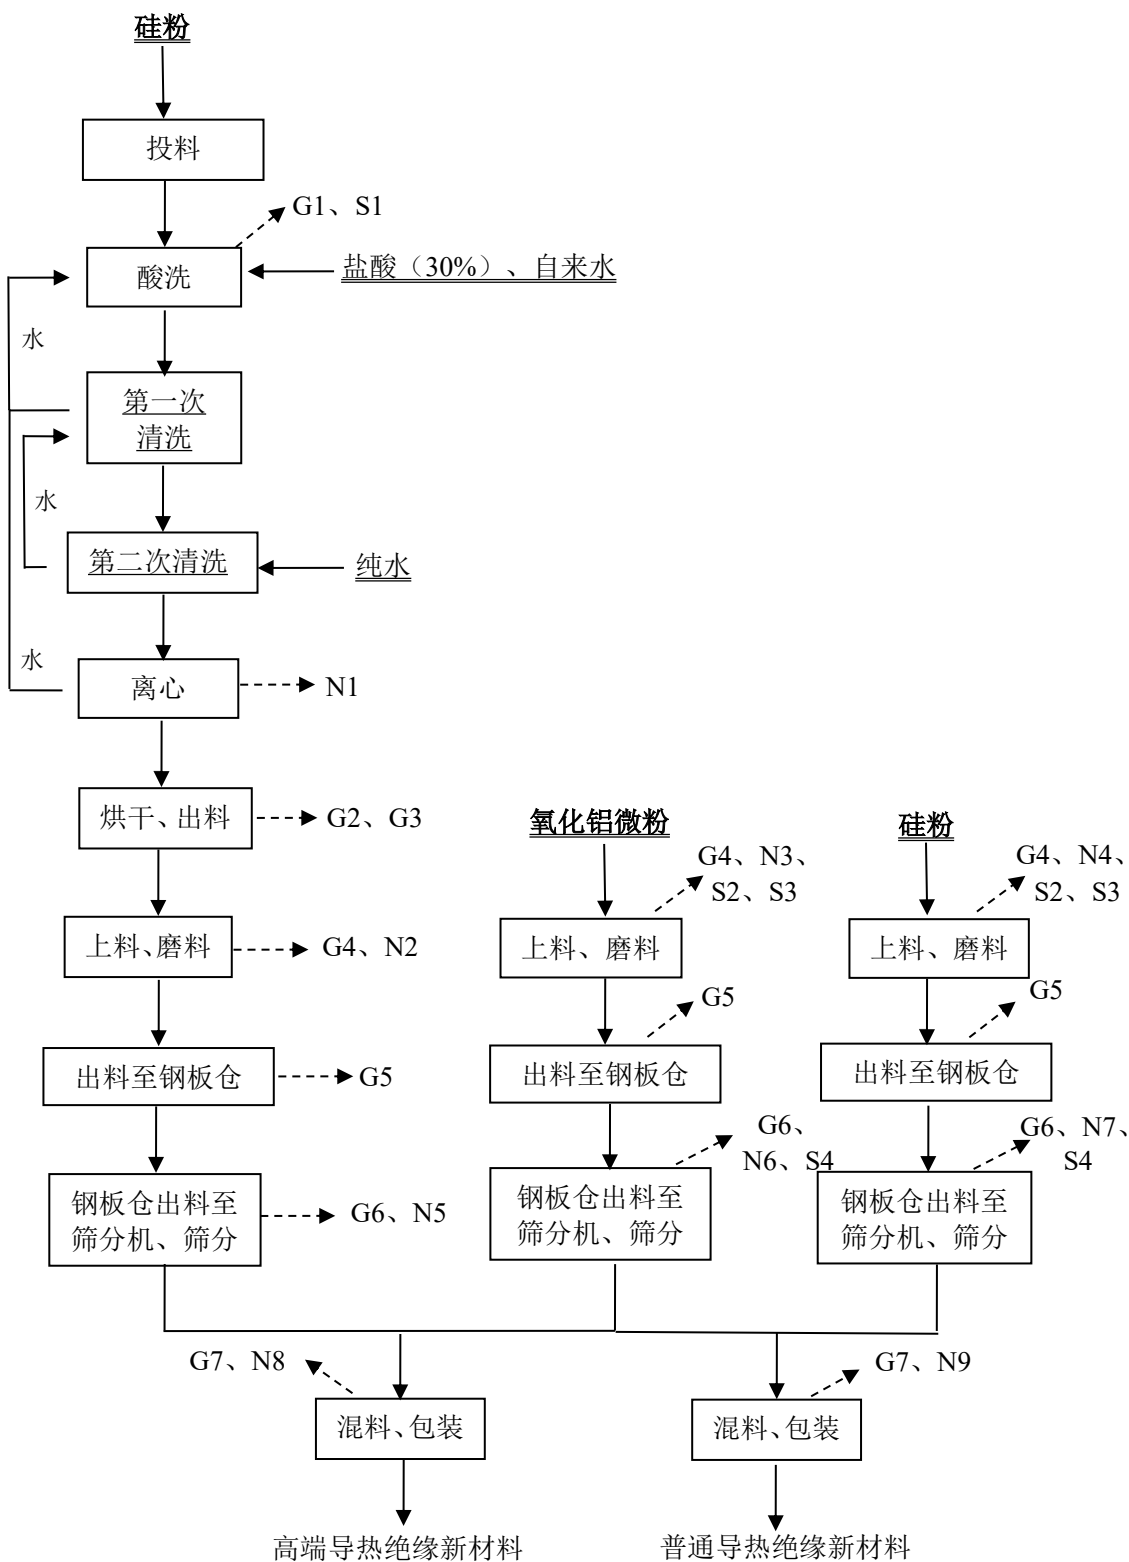 硅粉
投料
G1、S1
酸洗
盐酸（30%）、自来水
水
第一次
清洗
水
第二次清洗
纯水
水
离心
N1
烘干、出料
G2、G3
上料、磨料
G4、N2
出料至钢板仓
G5
钢板仓出料至
筛分机、筛分
G6、N5
氧化铝微粉
G4、N3、
S2、S3
上料、磨料
G5
出料至钢板仓
G6、
N6、S4
钢板仓出料至
筛分机、筛分
硅粉
G4、N4、
S2、S3
上料、磨料
G5
出料至钢板仓
G6、N7、
S4
钢板仓出料至
筛分机、筛分
G7、N8
混料、包装
高端导热绝缘新材料
G7、N9
混料、包装
普通导热绝缘新材料